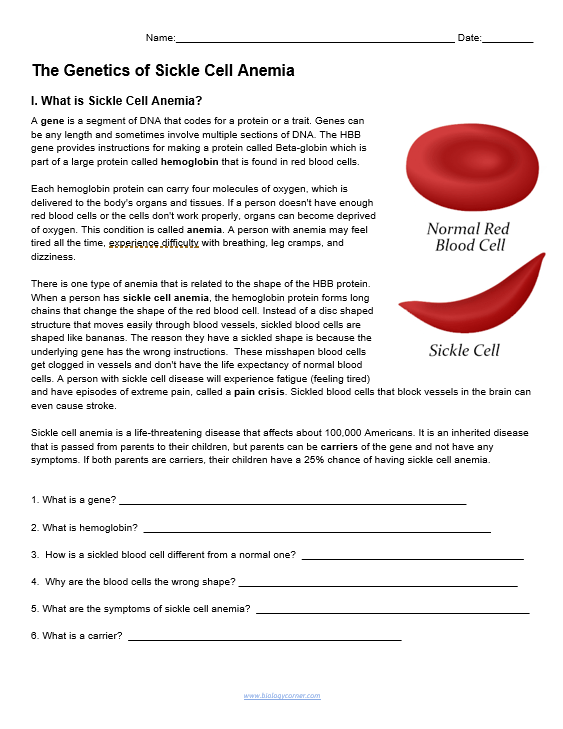 Name:__________________________________________________ Date:_________
The Genetics of Sickle Cell Anemia
I. What is Sickle Cell Anemia?
A gene is a segment of DNA that codes for a protein or a trait. Genes can
be any length and sometimes involve multiple sections of DNA. The HBB
gene provides instructions for making a protein called Beta-globin which is
part of a large protein called hemoglobin that is found in red blood cells.
Each hemoglobin protein can carry four molecules of oxygen, which is
delivered to the body's organs and tissues. If a person doesn't have enough
red blood cells or the cells don't work properly, organs can become deprived
of oxygen. This condition is called anemia. A person with anemia may feel
tired all the time, experience difficulty with breathing, leg cramps, and
dizziness.
Normal Red
Blood Cell
There is one type of anemia that is related to the shape of the HBB protein.
When a person has sickle cell anemia, the hemoglobin protein forms long
chains that change the shape of the red blood cell. Instead of a disc shaped
structure that moves easily through blood vessels, sickled blood cells are
shaped like bananas. The reason they have a sickled shape is because the
underlying gene has the wrong instructions. These misshapen blood cells
get clogged in vessels and don't have the life expectancy of normal blood
cells. A person with sickle cell disease will experience fatigue (feeling tired)
and have episodes of extreme pain, called a pain crisis. Sickled blood cells that block vessels in the brain can
even cause stroke.
Sickle Cell
Sickle cell anemia is a life-threatening disease that affects about 100,000 Americans. It is an inherited disease
that is passed from parents to their children, but parents can be carriers of the gene and not have any
symptoms. If both parents are carriers, their children have a 25% chance of having sickle cell anemia.
1. What is a gene? ______________________________
2. What is hemoglobin? ______________________________
3. How is a sickled blood cell different from a normal one? ______________________________
4. Why are the blood cells the wrong shape? ______________________________
5. What are the symptoms of sickle cell anemia? ______________________________
6. What is a carrier? ______________________________
www.biologycorner.com